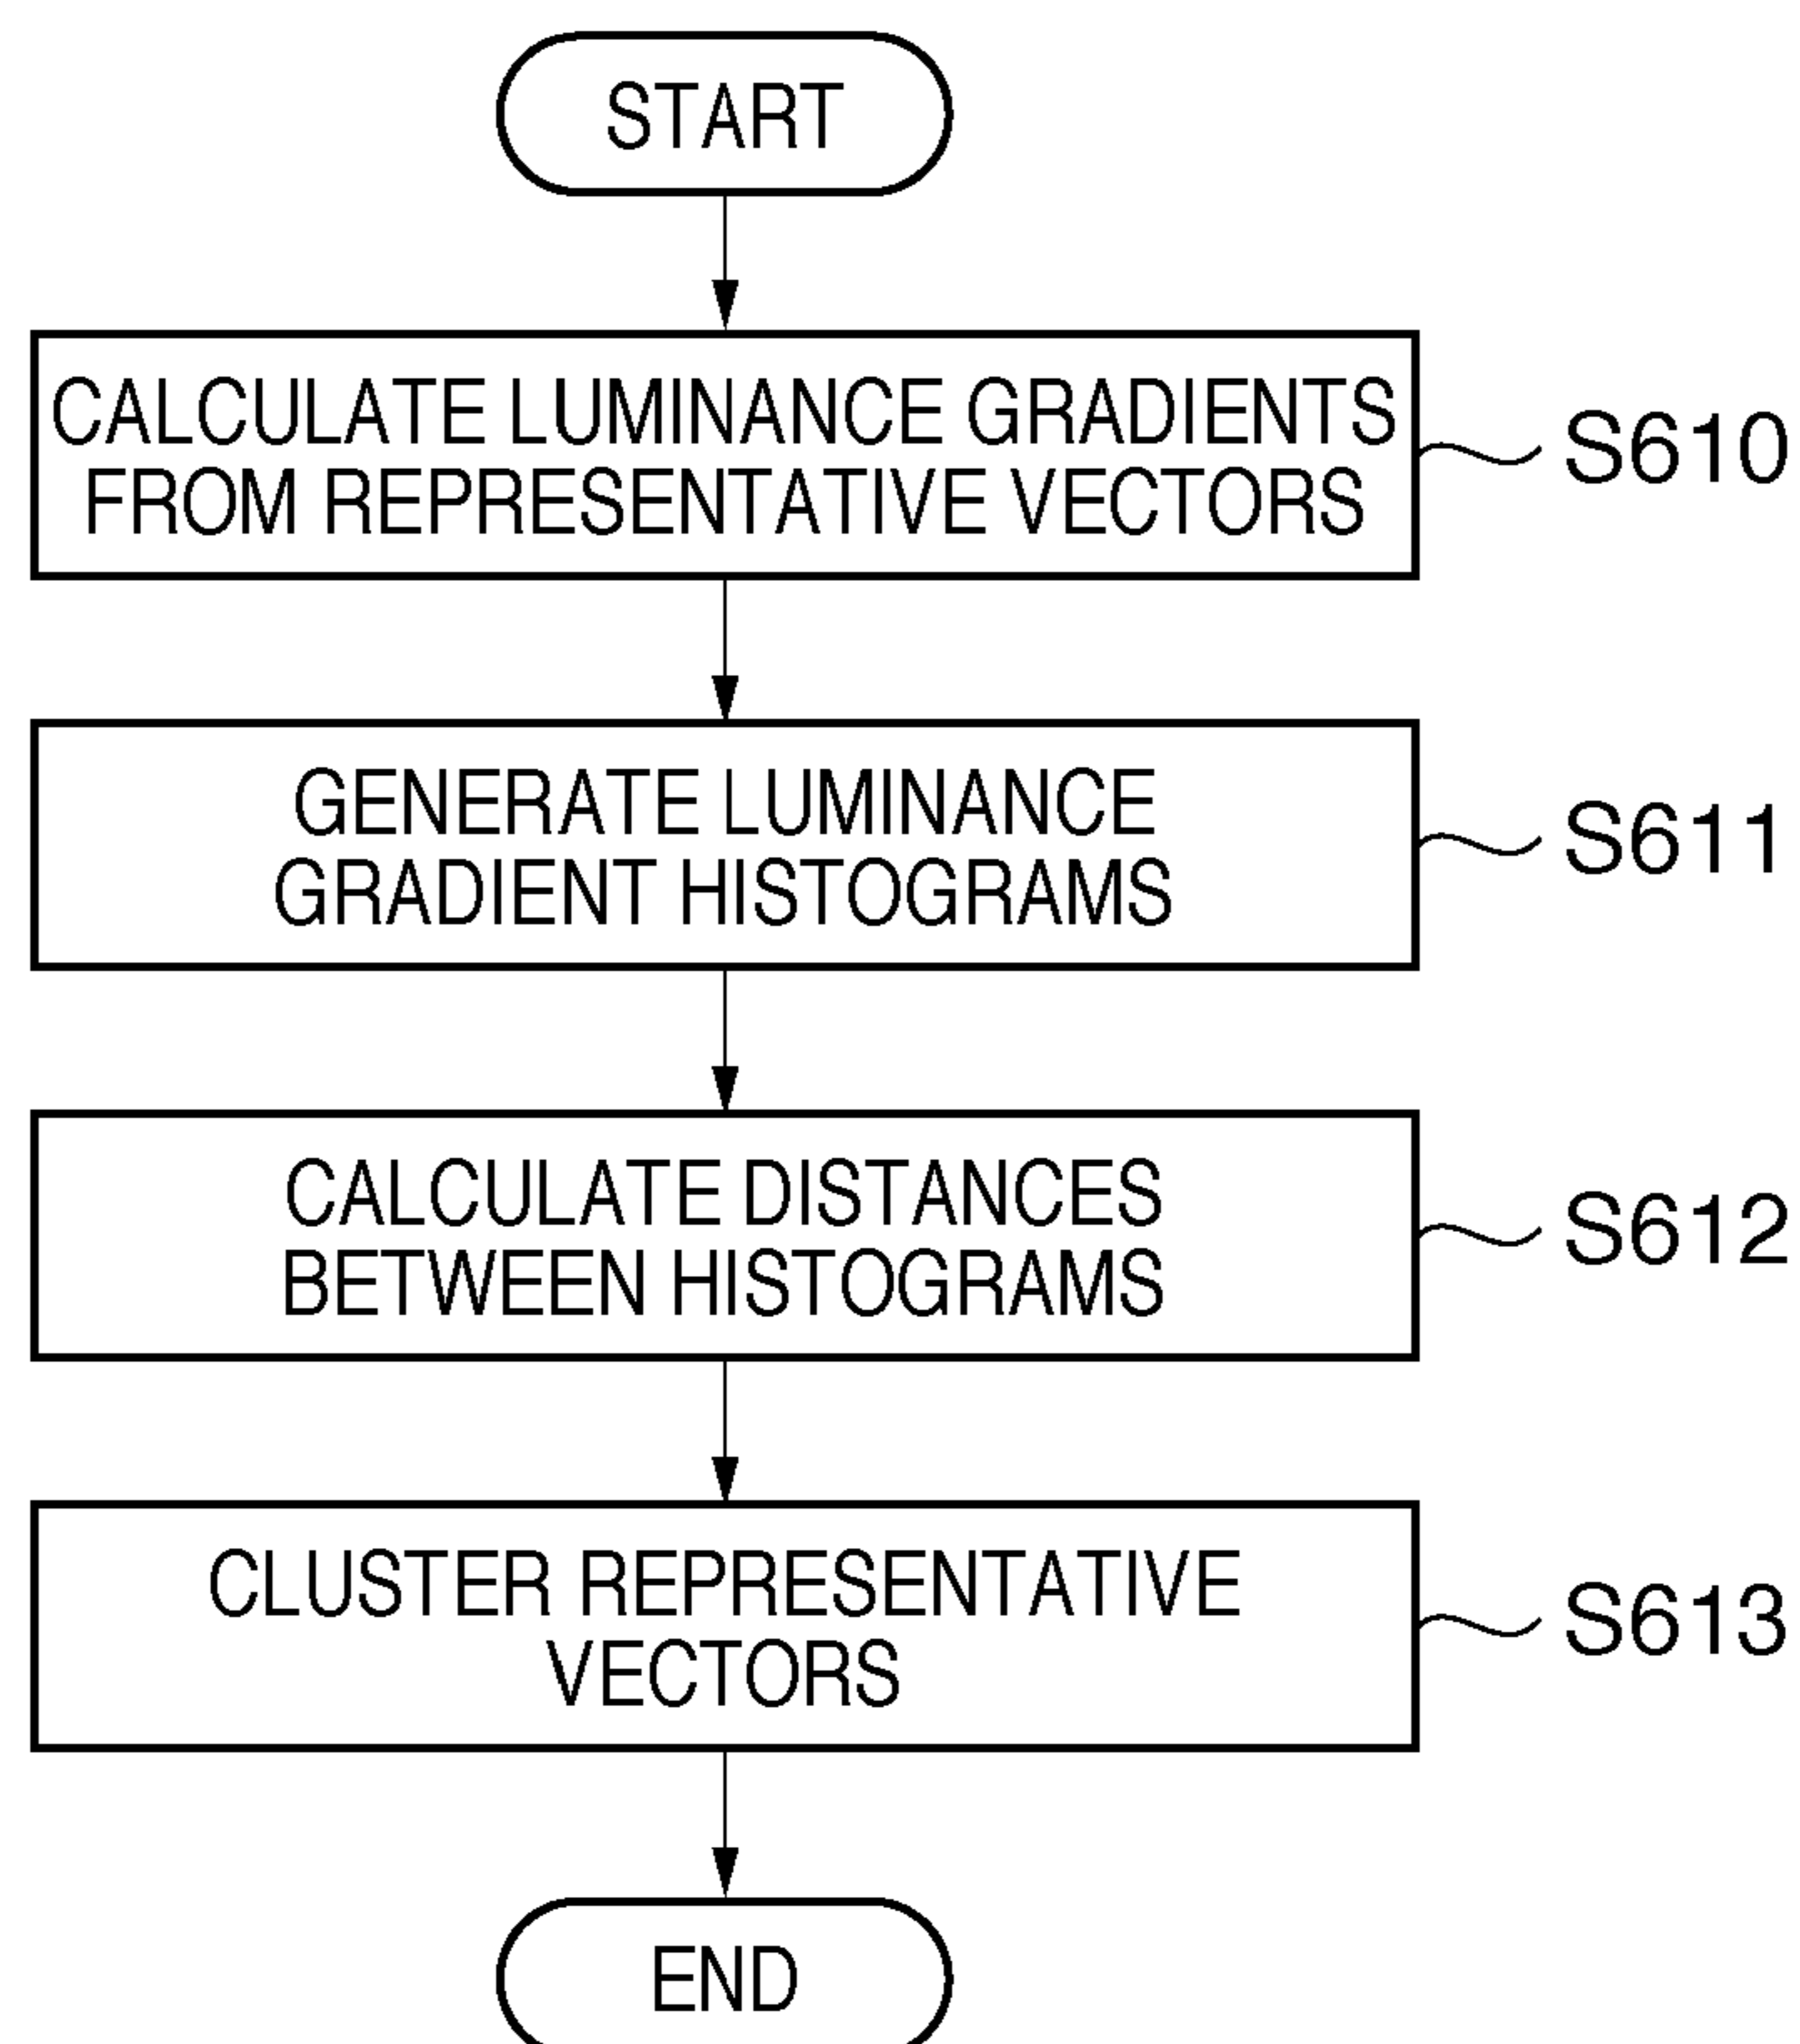 START
CALCULATE LUMINANCE GRADIENTS
FROM REPRESENTATIVE VECTORS
S610
GENERATE LUMINANCE
GRADIENT HISTOGRAMS
S611
CALCULATE DISTANCES
BETWEEN HISTOGRAMS
S612
CLUSTER REPRESENTATIVE
VECTORS
S613
END